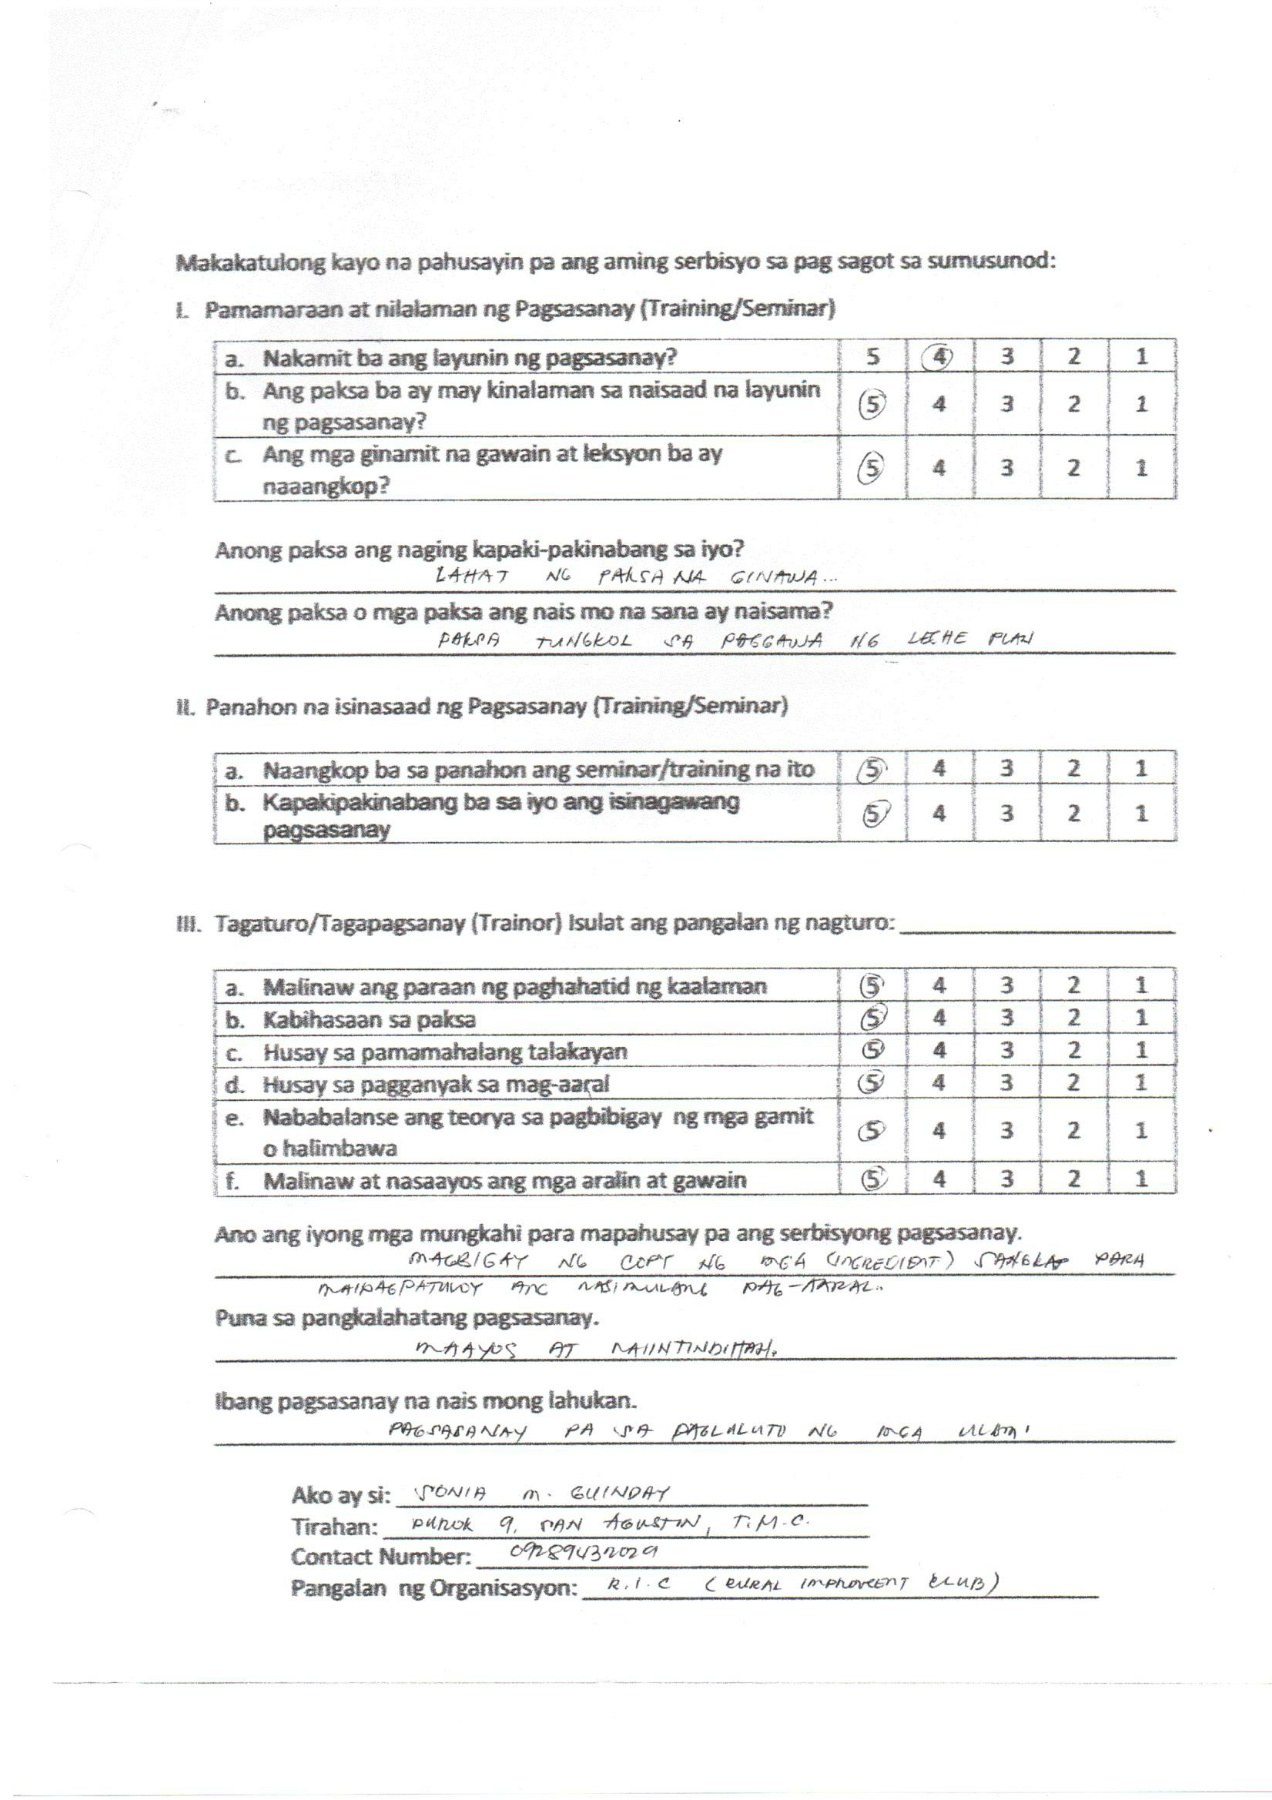 Makakatulong kayo na pahusayin pa ang aming serbisyo sa pag sagot sa sumusunod:
I. Pamamaraan at nilalaman ng Pagsasanay (Training/Seminar)
a. Nakamit ba ang layunin ng pagsasanay? 5 4 3 2 1
b. Ang paksa ba ay may kinalaman sa naisaad na layunin
ng pagsasanay? 5 4 3 2 1
c. Ang mga ginamit na gawain at leksyon ba ay
naaangkop? 5 4 3 2 1
Anong paksa ang naging kapaki-pakinabang sa iyo?
LAHAT NG PAKSA NA GINAWA...
Anong paksa o mga paksa ang nais mo na sana ay naisama?
PAKSA TUNGKOL SA PAGGAWA NG LECHE PLAN
II. Panahon na isinasaad ng Pagsasanay (Training/Seminar)
a. Naangkop ba sa panahon ang seminar/training na ito 5 4 3 2 1
b. Kapakipakinabang ba sa iyo ang isinagawang
pagsasanay 5 4 3 2 1
III. Tagaturo/Tagapagsanay (Trainor) Isulat ang pangalan ng nagturo:
a. Malinaw ang paraan ng paghahatid ng kaalaman 5 4 3 2 1
b. Kabihasaan sa paksa 5 4 3 2 1
c. Husay sa pamamahalang talakayan 5 4 3 2 1
d. Husay sa pagganyak sa mag-aaral 5 4 3 2 1
e. Nababalanse ang teorya sa pagbibigay ng mga gamit
o halimbawa 5 4 3 2 1
f. Malinaw at nasaayos ang mga aralin at gawain 5 4 3 2 1
Ano ang iyong mga mungkahi para mapahusay pa ang serbisyong pagsasanay.
MAGBIGAY NG COPY NG MGA (INGREDIENT) SANGKAP PARA
MAIPAGPATULOY ANG NASIMULANG PAG-AARAL..
Puna sa pangkalahatang pagsasanay.
MAAYOS AT NAIINTINDIHAN.
Ibang pagsasanay na nais mong lahukan.
PAGSASANAY PA SA PAGLULUTO NG MGA ULAM
Ako ay si: SONIA M. GUINDAY
Tirahan: PUROK 9, SAN AGUSTIN, T.M.C.
Contact Number: 09289432029
Pangalan ng Organisasyon: R.I.C (RURAL IMPROVEENT CLUB)